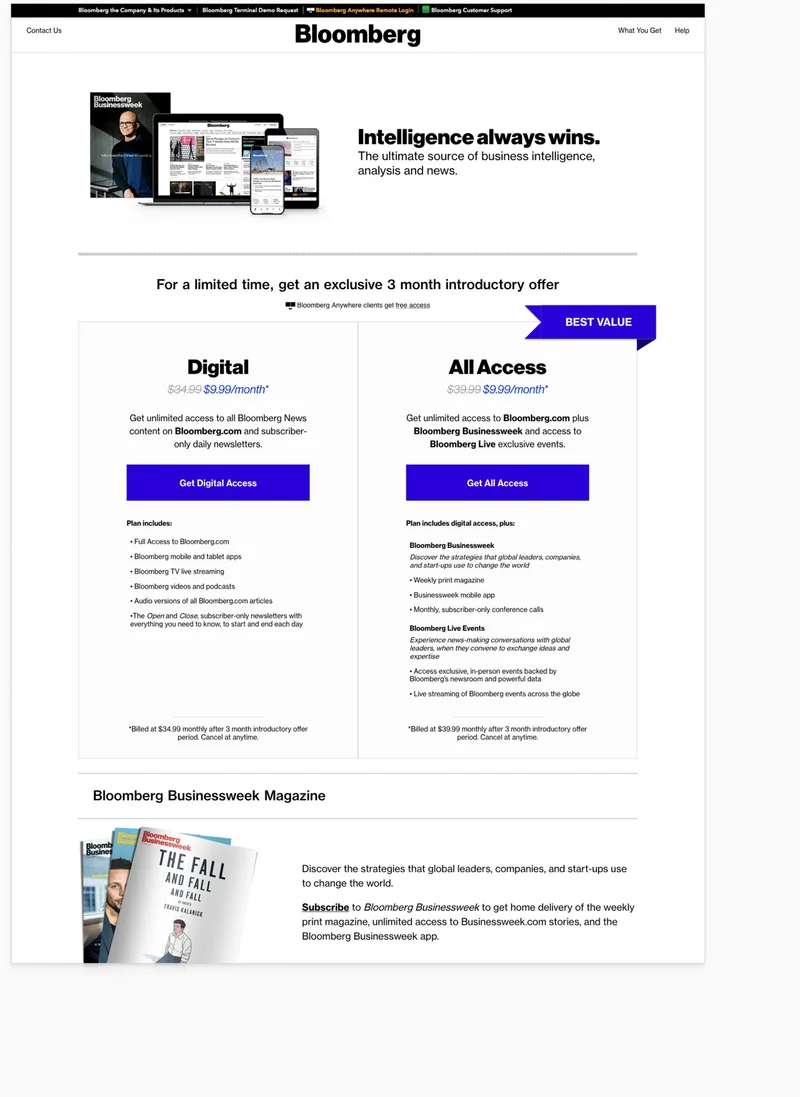 Bloomberg the Company & Its Products
Bloomberg Terminal Demo Request
Bloomberg Anywhere Remote Login
Bloomberg Customer Support
Contact Us
Bloomberg
What You Get
Help
Bloomberg
Businessweek
Intelligence always wins.
The ultimate source of business intelligence,
analysis and news.
For a limited time, get an exclusive 3 month introductory offer
Bloomberg Anywhere clients get free access
BEST VALUE
Digital
$34.99 $9.99/month*
Get unlimited access to all Bloomberg News
content on Bloomberg.com and subscriber-
only daily newsletters.
Get Digital Access
Plan includes:
• Full Access to Bloomberg.com
• Bloomberg mobile and tablet apps
• Bloomberg TV live streaming
• Bloomberg videos and podcasts
• Audio versions of all Bloomberg.com articles
•The Open and Close, subscriber-only newsletters with
everything you need to know, to start and end each day
*Billed at $34.99 monthly after 3 month introductory offer
period. Cancel at anytime.
All Access
$39.99 $9.99/month*
Get unlimited access to Bloomberg.com plus
Bloomberg Businessweek and access to
Bloomberg Live exclusive events.
Get All Access
Plan includes digital access, plus:
Bloomberg Businessweek
Discover the strategies that global leaders, companies,
and start-ups use to change the world
• Weekly print magazine
• Businessweek mobile app
• Monthly, subscriber-only conference calls
Bloomberg Live Events
Experience news-making conversations with global
leaders, when they convene to exchange ideas and
expertise
• Access exclusive, in-person events backed by
Bloomberg's newsroom and powerful data
• Live streaming of Bloomberg events across the globe
*Billed at $39.99 monthly after 3 month introductory offer
period. Cancel at anytime.
Bloomberg Businessweek Magazine
Bloomberg
Businessweek
THE FALL
AND FALL
AND FALL
TRAVIS KALANICK
Discover the strategies that global leaders, companies, and start-ups use
to change the world.
Subscribe to Bloomberg Businessweek to get home delivery of the weekly
print magazine, unlimited access to Businessweek.com stories, and the
Bloomberg Businessweek app.